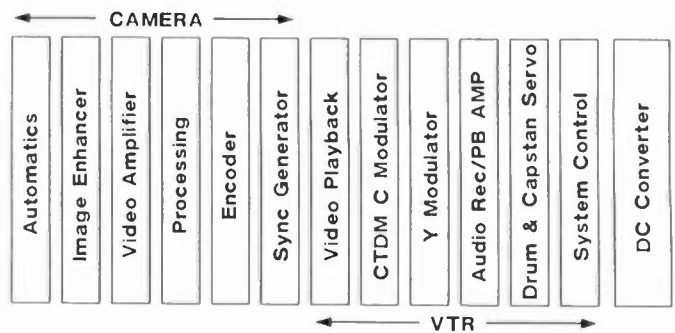 CAMERA
Automatics
Image Enhancer
Video Amplifier
Processing
Encoder
Sync Generator
Video Playback
CTDM C Modulator
Y Modulator
Audio Rec/PB AMP
Drum & Capstan Servo
System Control
DC Converter
VTR